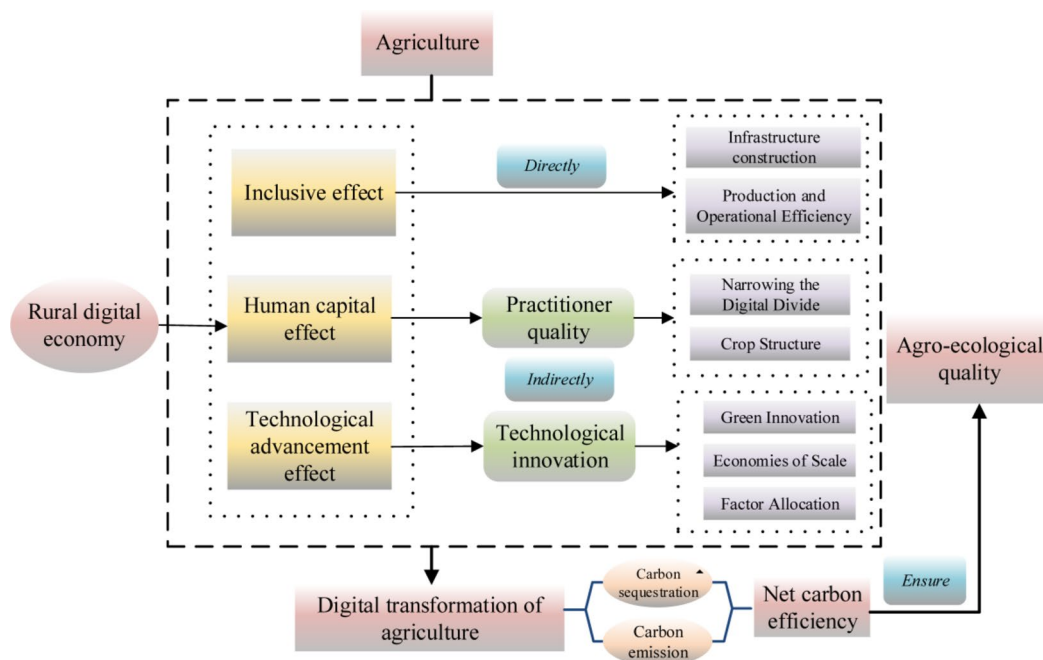 Agriculture
Inclusive effect
Directly
Infrastructure
construction
Production and
Operational Efficiency
Rural digital
economy
Human capital
effect
Practitioner
quality
Narrowing the
Digital Divide
Crop Structure
Indirectly
Technological
advancement
effect
Technological
innovation
Green Innovation
Economies of Scale
Factor Allocation
Agro-ecological
quality
Digital transformation of
agriculture
Carbon
sequestration
Carbon
emission
Net carbon
efficiency
Ensure